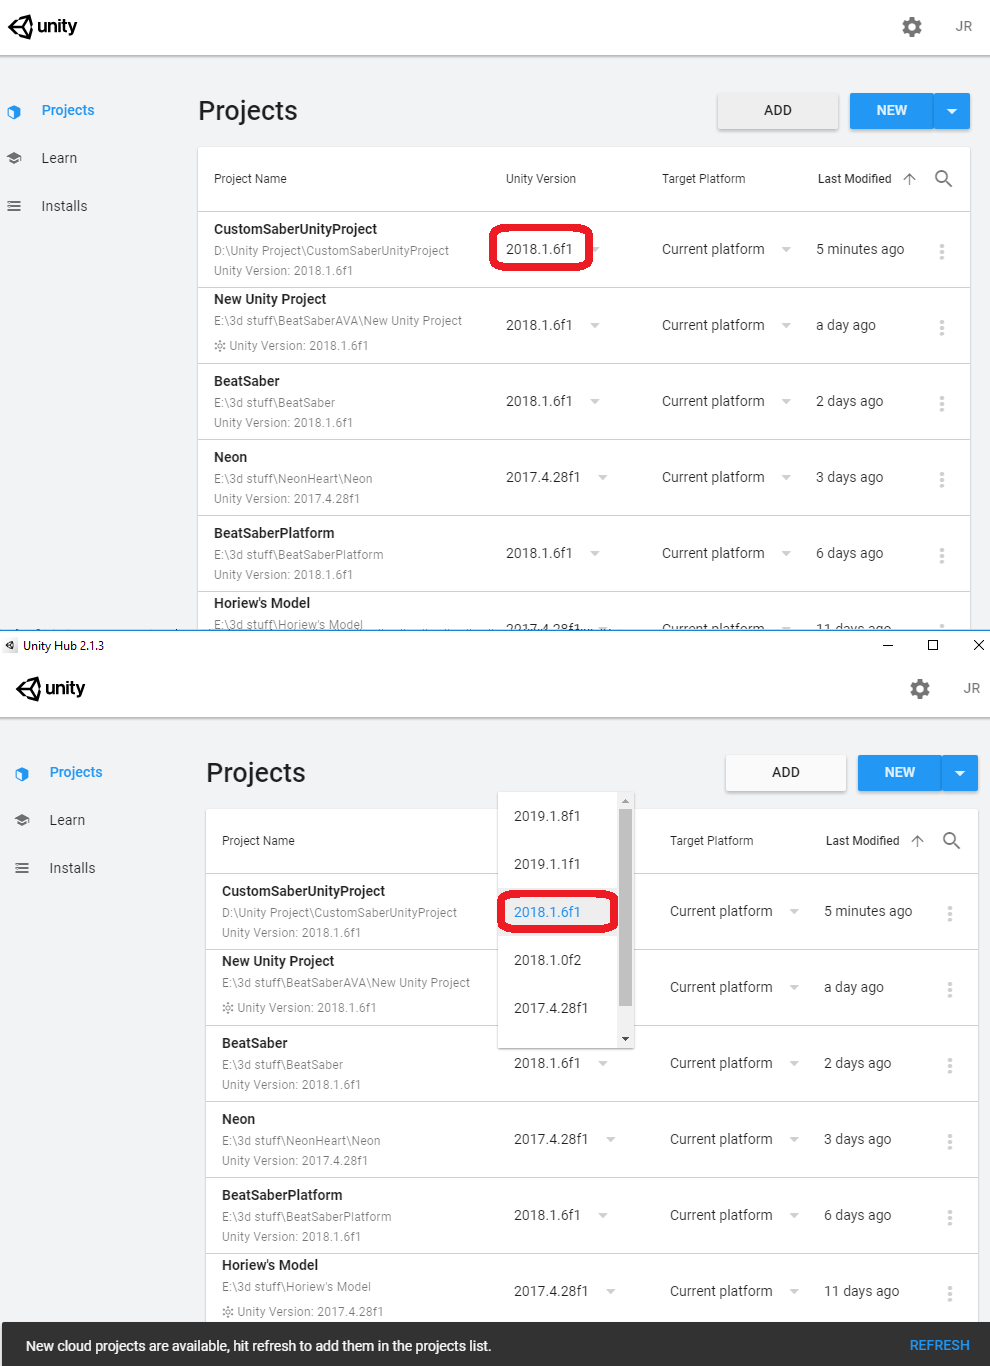 unity
JR
Projects
Learn
Installs
Projects
ADD
NEW
Project Name
Unity Version
Target Platform
Last Modified
CustomSaberUnityProject
D:\Unity Project\CustomSaberUnityProject
Unity Version: 2018.1.6f1
2018.1.6f1
Current platform
5 minutes ago
New Unity Project
E:\3d stuff\BeatSaberAVA\New Unity Project
Unity Version: 2018.1.6f1
2018.1.6f1
Current platform
a day ago
BeatSaber
E:\3d stuff\BeatSaber
Unity Version: 2018.1.6f1
2018.1.6f1
Current platform
2 days ago
Neon
E:\3d stuff\NeonHeart\Neon
Unity Version: 2017.4.28f1
2017.4.28f1
Current platform
3 days ago
BeatSaberPlatform
E:\3d stuff\BeatSaberPlatform
Unity Version: 2018.1.6f1
2018.1.6f1
Current platform
6 days ago
Horiew's Model
E:\3d stuff\Horiew's Model
2017.4.28f1
Current platform
11 days ago
Unity Hub 2.1.3
unity
JR
Projects
Learn
Installs
Projects
ADD
NEW
Project Name
Target Platform
Last Modified
2019.1.8f1
2019.1.1f1
2018.1.6f1
2018.1.0f2
2017.4.28f1
CustomSaberUnityProject
D:\Unity Project\CustomSaberUnityProject
Unity Version: 2018.1.6f1
Current platform
5 minutes ago
New Unity Project
E:\3d stuff\BeatSaberAVA\New Unity Project
Unity Version: 2018.1.6f1
Current platform
a day ago
BeatSaber
E:\3d stuff\BeatSaber
Unity Version: 2018.1.6f1
2018.1.6f1
Current platform
2 days ago
Neon
E:\3d stuff\NeonHeart\Neon
Unity Version: 2017.4.28f1
2017.4.28f1
Current platform
3 days ago
BeatSaberPlatform
E:\3d stuff\BeatSaberPlatform
Unity Version: 2018.1.6f1
2018.1.6f1
Current platform
6 days ago
Horiew's Model
E:\3d stuff\Horiew's Model
Unity Version: 2017.4.28f1
2017.4.28f1
Current platform
11 days ago
New cloud projects are available, hit refresh to add them in the projects list.
REFRESH